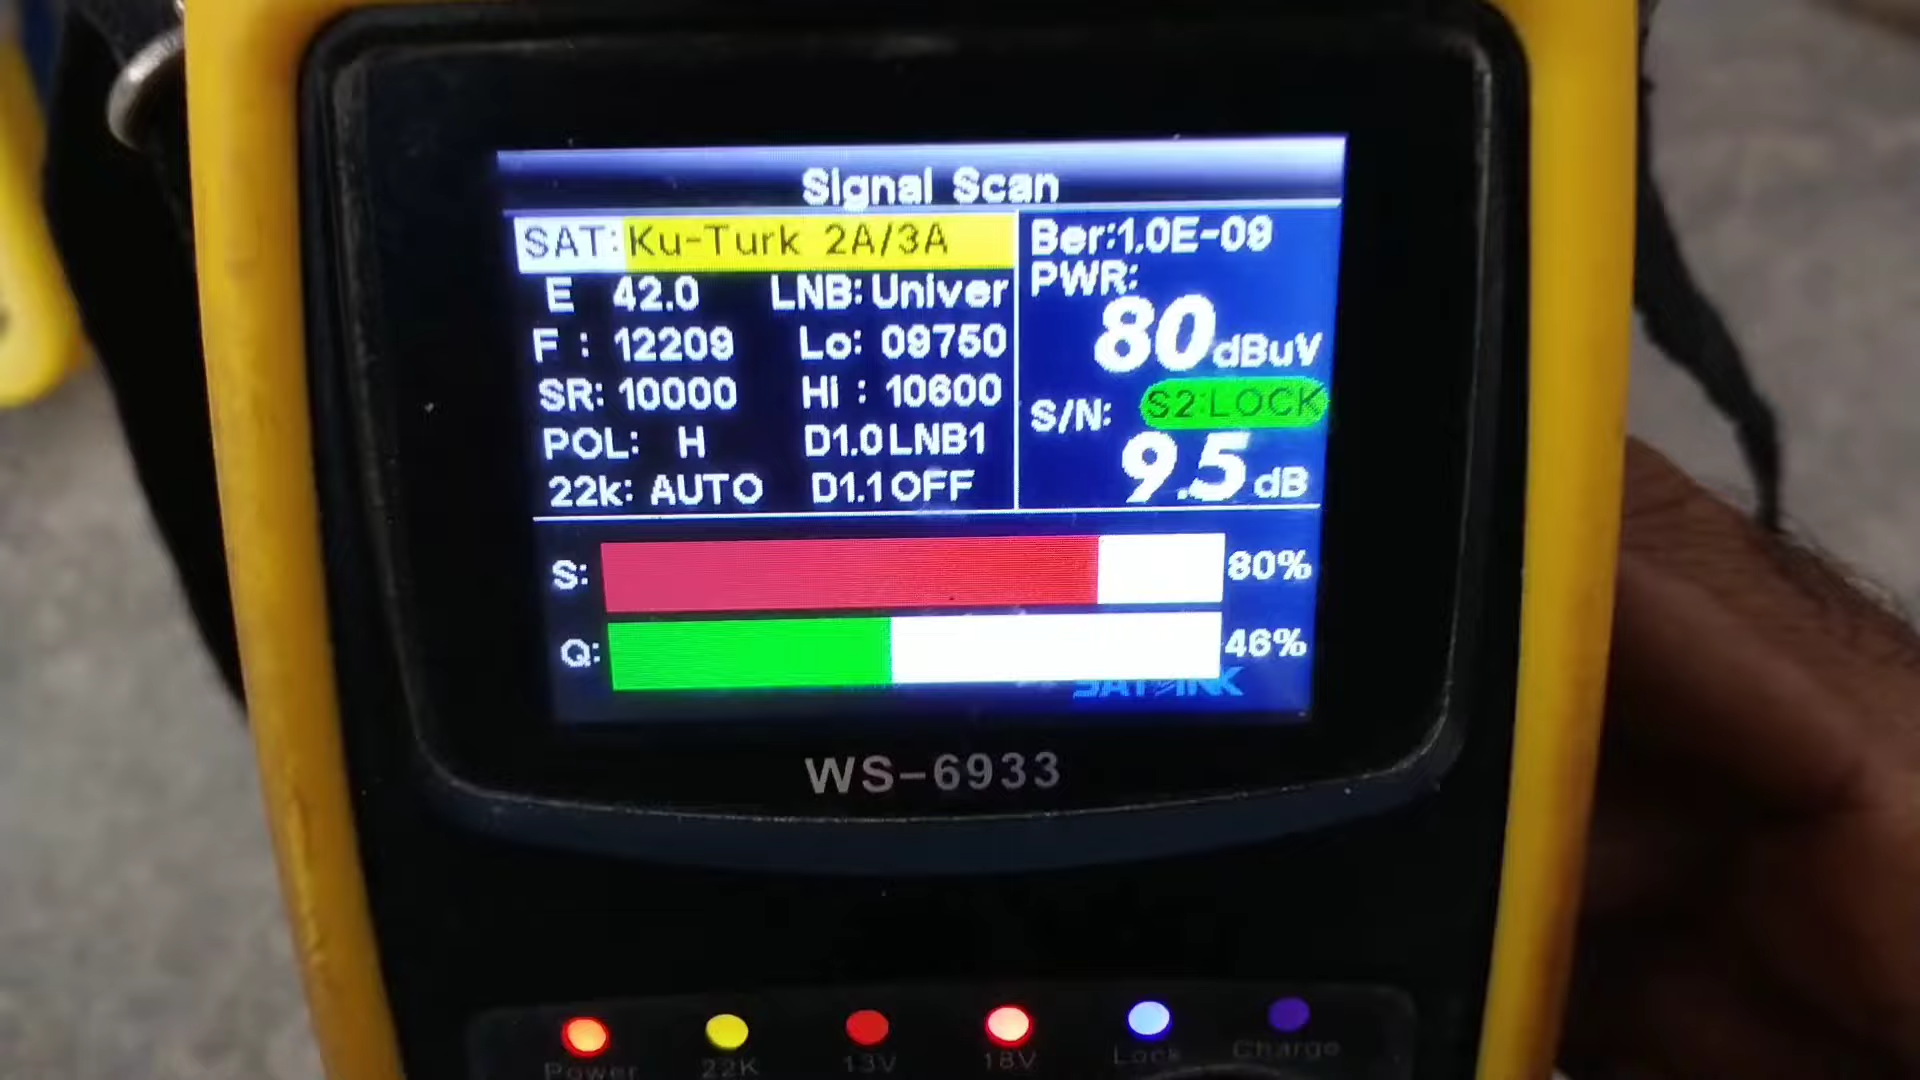 Signal Scan
SAT: Ku-Turk 2A/3A
E 42.0 LNB: Univer
F : 12209 Lo: 09750
SR: 10000 Hi : 10600
POL: H D1.0 LNB1
22k: AUTO D1.1 OFF
Ber:1.0E-09
PWR:
80 dBuV
S/N: S2:LOCK
9.5 dB
S: 80%
Q: 46%
SATLINK
WS-6933
Power 22K 13V 18V Lock Charge